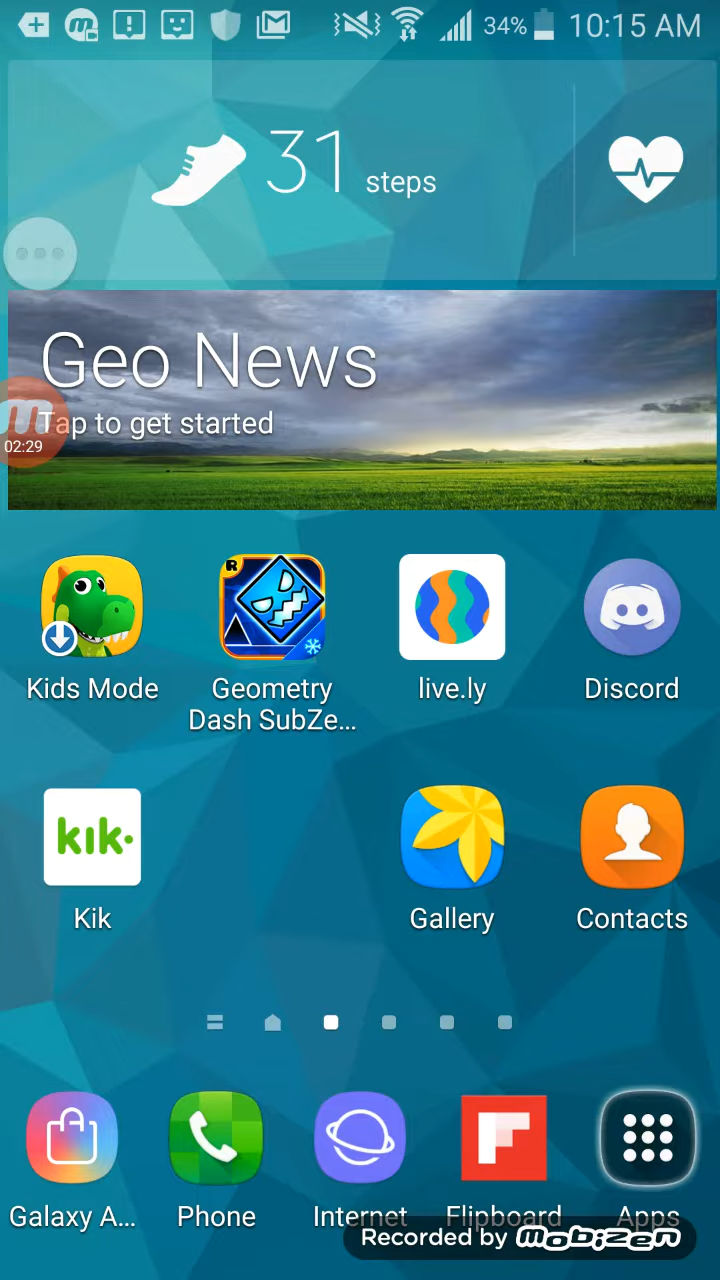 34% 10:15 AM
31 steps
Geo News
Tap to get started
m
02:29
R
Kids Mode
Geometry
Dash SubZe...
live.ly
Discord
kik.
Kik
Gallery
Contacts
Galaxy A...
Phone
Internet
Flipboard
Apps
Recorded by mobizen